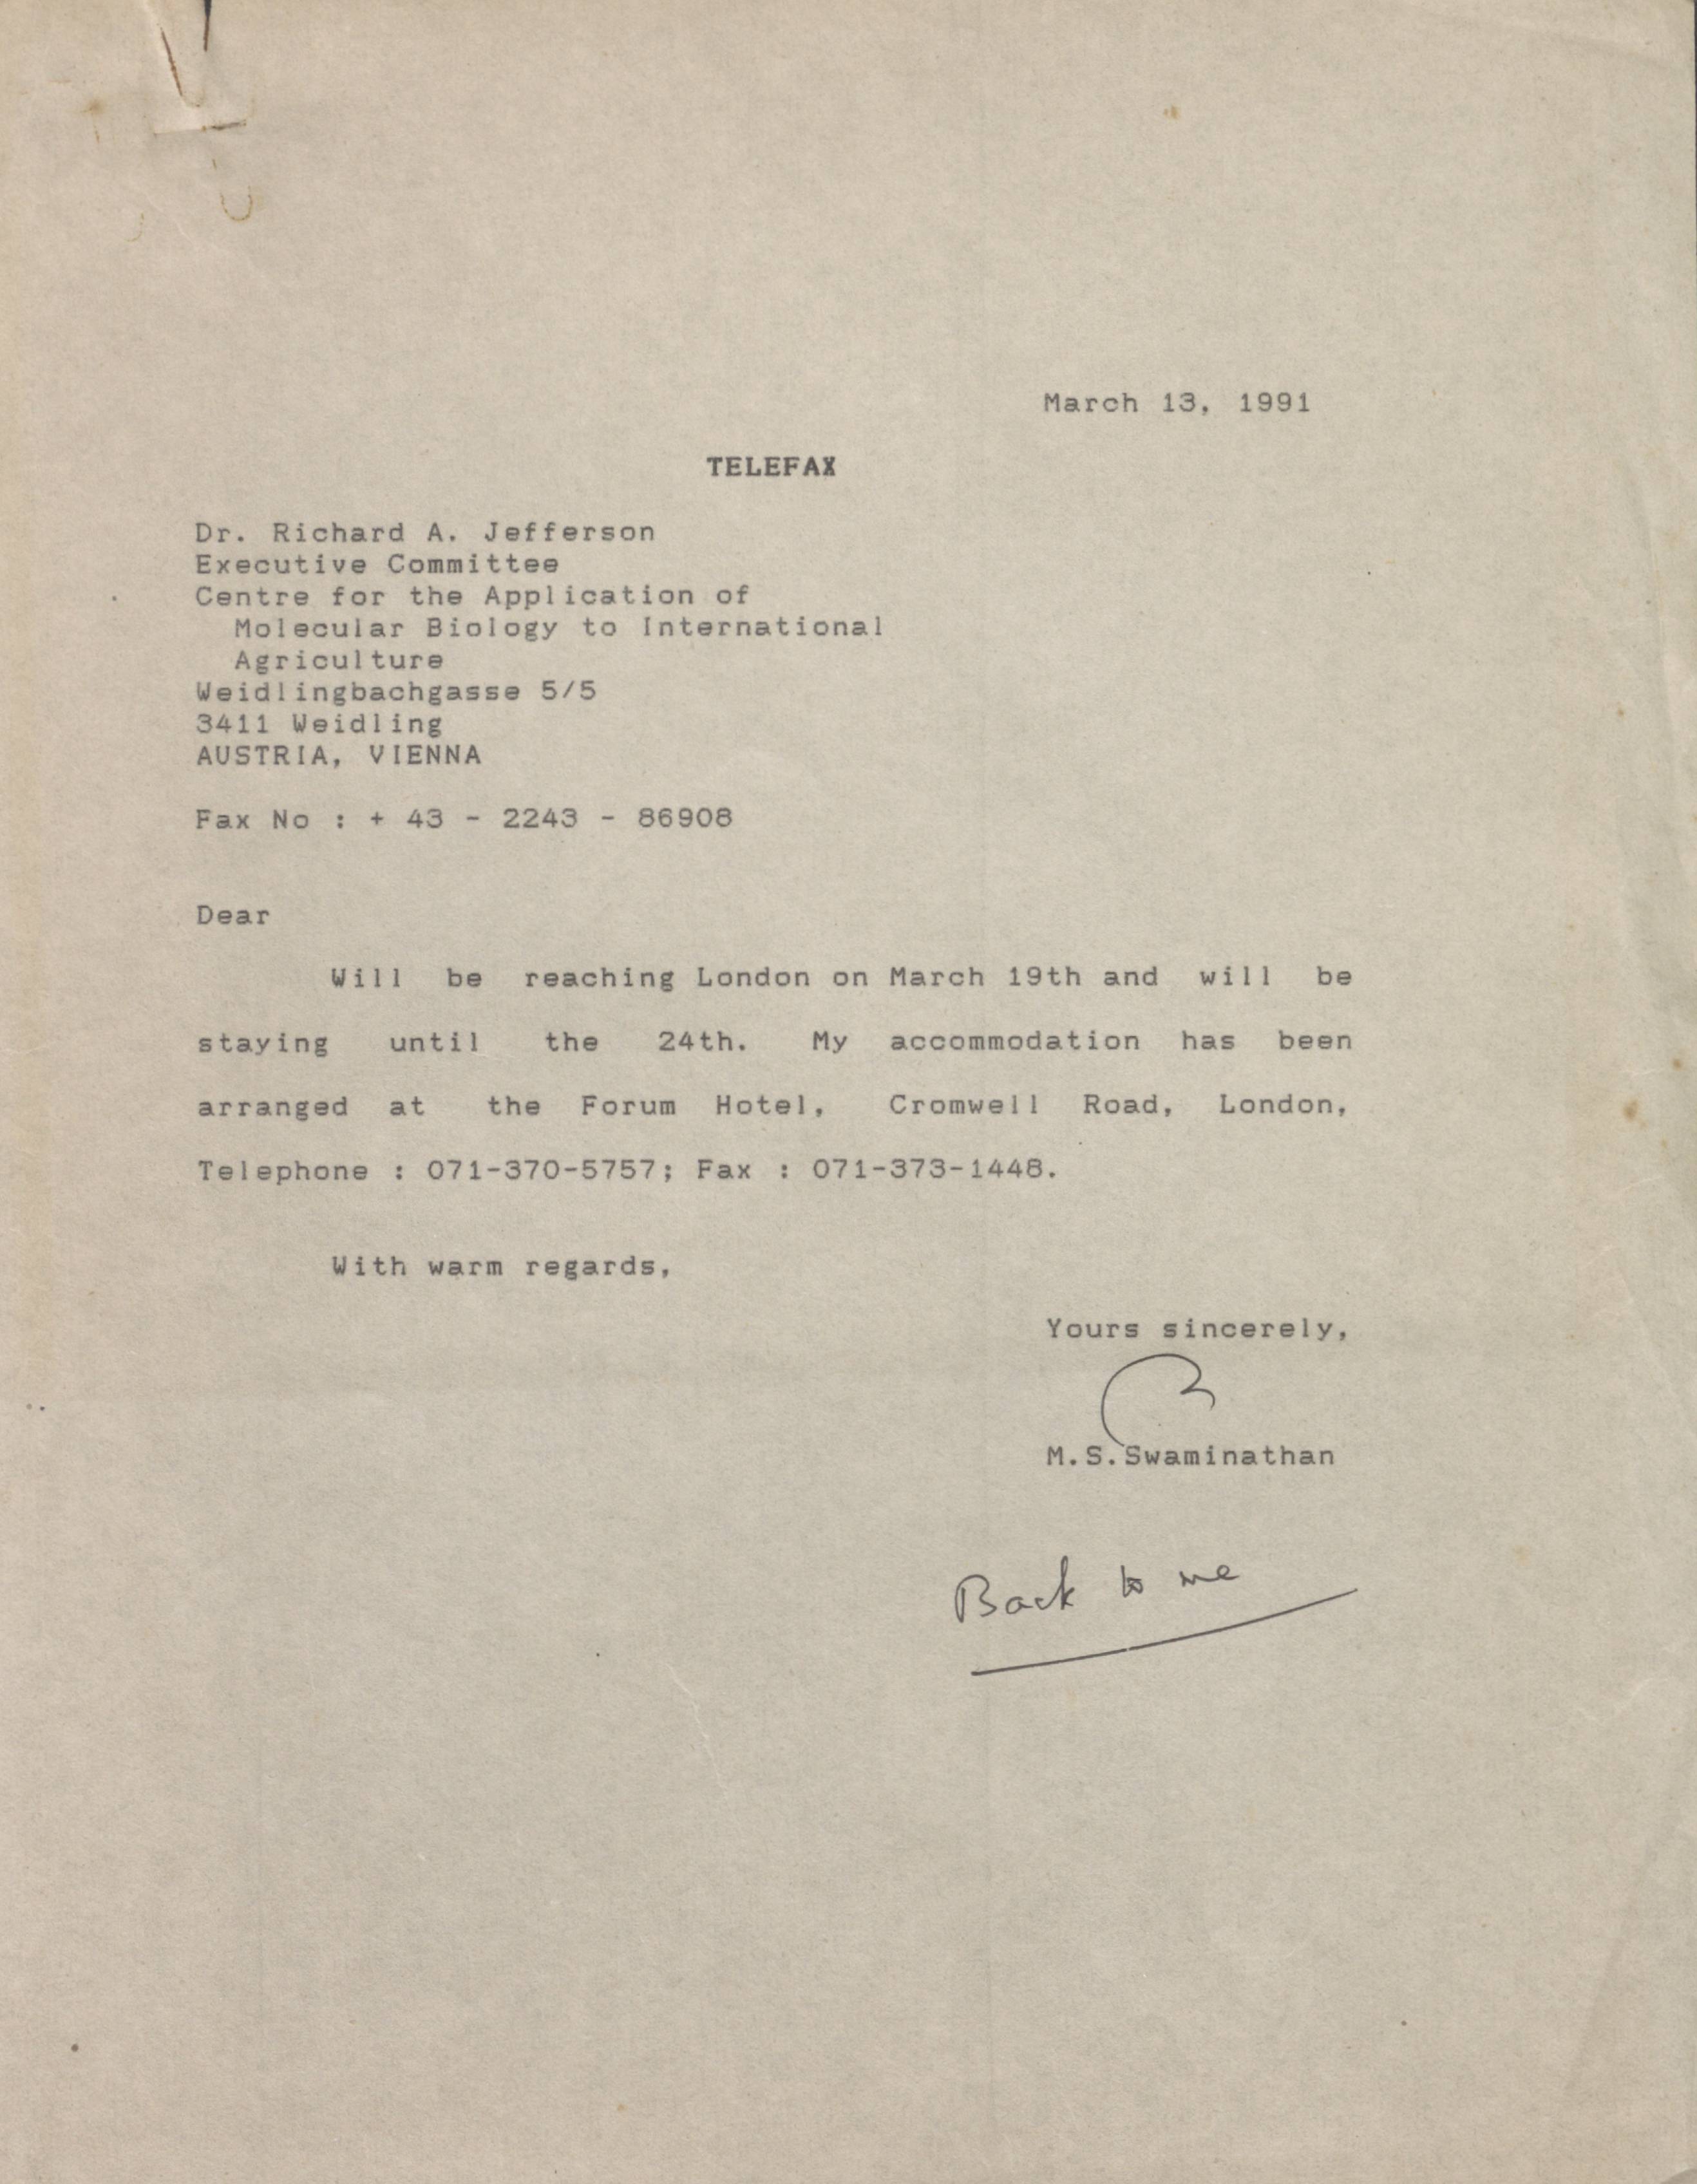 March 13, 1991
TELEFAX
Dr. Richard A. Jefferson
Executive Committee
Centre for the Application of
Molecular Biology to International
Agriculture
Weidlingbachgasse 5/5
3411 Weidling
AUSTRIA, VIENNA
Fax No : + 43 - 2243 - 86908
Dear
Will be reaching London on March 19th and will be
staying until the 24th. My accommodation has been
arranged at the Forum Hotel, Cromwell Road, London,
Telephone : 071-370-5757; Fax : 071-373-1448.
With warm regards,
Yours sincerely,
M.S.Swaminathan
Back to me